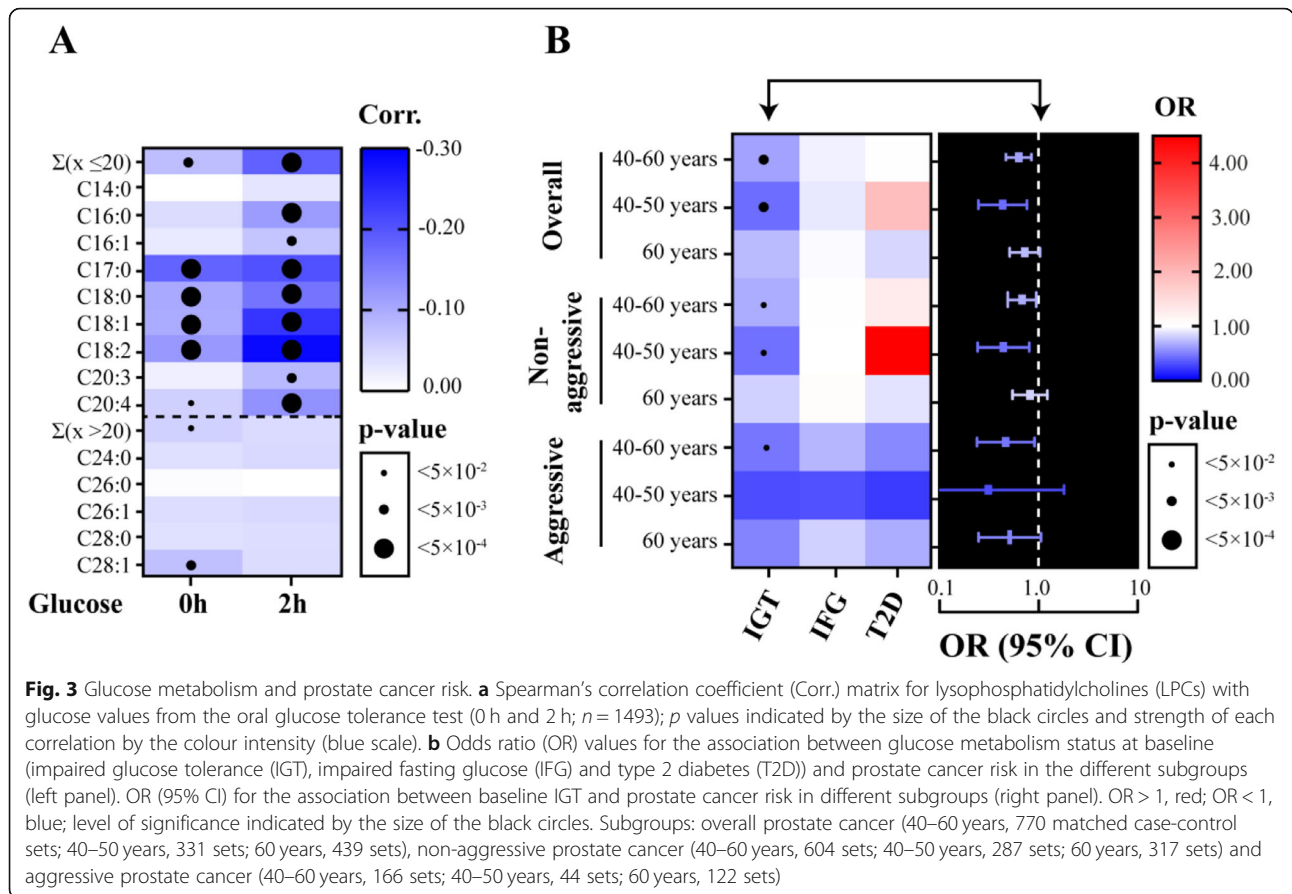 A
B
Corr.
-0.30
-0.20
-0.10
0.00
Σ(x ≤20)
C14:0
C16:0
C16:1
C17:0
C18:0
C18:1
C18:2
C20:3
C20:4
Σ(x >20)
C24:0
C26:0
C26:1
C28:0
C28:1
Glucose 0h 2h
p-value
<5×10⁻²
<5×10⁻³
<5×10⁻⁴
Overall
40-60 years
40-50 years
60 years
Non-aggressive
40-60 years
40-50 years
60 years
Aggressive
40-60 years
40-50 years
60 years
IGT IFG T2D
0.1 1.0 10
OR (95% CI)
OR
4.00
3.00
2.00
1.00
0.00
p-value
<5×10⁻²
<5×10⁻³
<5×10⁻⁴
Fig. 3 Glucose metabolism and prostate cancer risk. a Spearman's correlation coefficient (Corr.) matrix for lysophosphatidylcholines (LPCs) with
glucose values from the oral glucose tolerance test (0 h and 2 h; n = 1493); p values indicated by the size of the black circles and strength of each
correlation by the colour intensity (blue scale). b Odds ratio (OR) values for the association between glucose metabolism status at baseline
(impaired glucose tolerance (IGT), impaired fasting glucose (IFG) and type 2 diabetes (T2D)) and prostate cancer risk in the different subgroups
(left panel). OR (95% CI) for the association between baseline IGT and prostate cancer risk in different subgroups (right panel). OR > 1, red; OR < 1,
blue; level of significance indicated by the size of the black circles. Subgroups: overall prostate cancer (40–60 years, 770 matched case-control
sets; 40–50 years, 331 sets; 60 years, 439 sets), non-aggressive prostate cancer (40–60 years, 604 sets; 40–50 years, 287 sets; 60 years, 317 sets) and
aggressive prostate cancer (40–60 years, 166 sets; 40–50 years, 44 sets; 60 years, 122 sets)